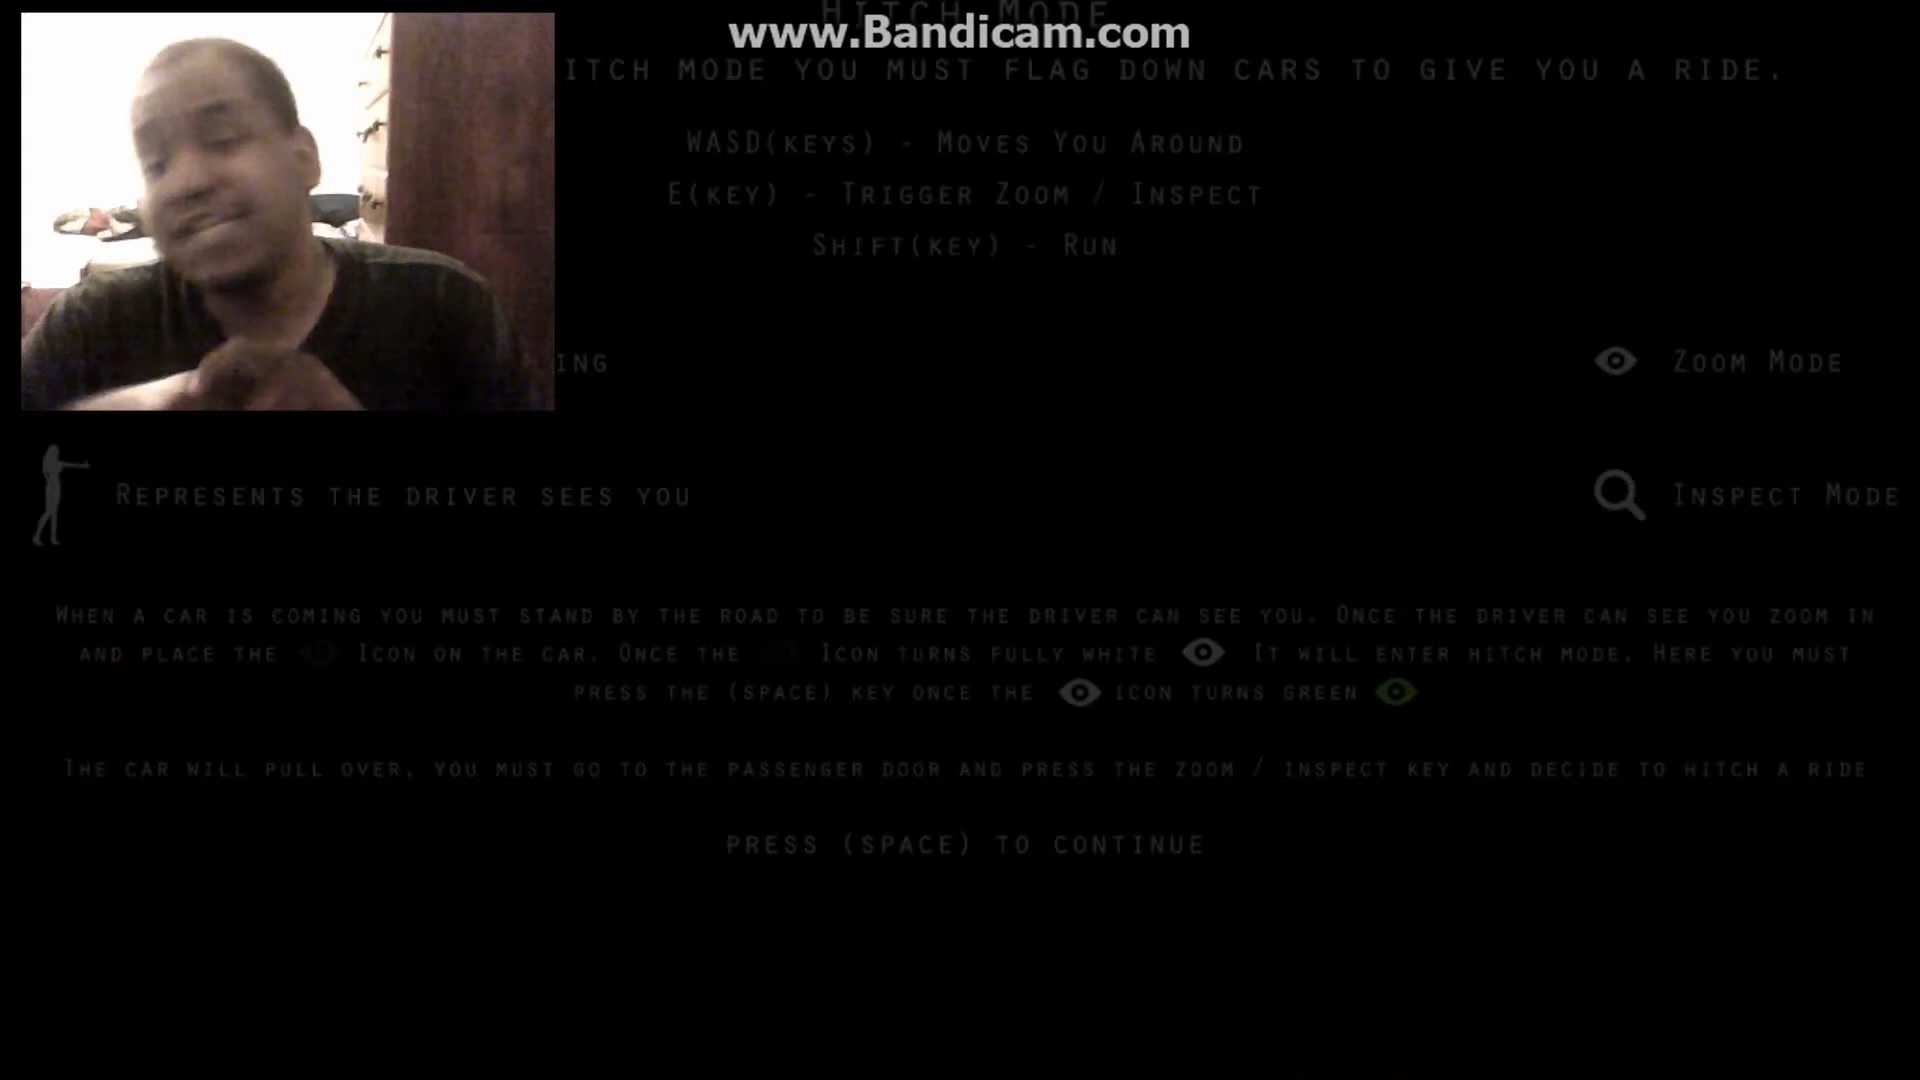 HITCH MODE
www.Bandicam.com
ITCH MODE YOU MUST FLAG DOWN CARS TO GIVE YOU A RIDE.
WASD(KEYS) - MOVES YOU AROUND
E(KEY) - TRIGGER ZOOM / INSPECT
SHIFT(KEY) - RUN
ING
ZOOM MODE
REPRESENTS THE DRIVER SEES YOU
INSPECT MODE
WHEN A CAR IS COMING YOU MUST STAND BY THE ROAD TO BE SURE THE DRIVER CAN SEE YOU. ONCE THE DRIVER CAN SEE YOU ZOOM IN
AND PLACE THE ICON ON THE CAR. ONCE THE ICON TURNS FULLY WHITE IT WILL ENTER HITCH MODE. HERE YOU MUST
PRESS THE (SPACE) KEY ONCE THE ICON TURNS GREEN
THE CAR WILL PULL OVER, YOU MUST GO TO THE PASSENGER DOOR AND PRESS THE ZOOM / INSPECT KEY AND DECIDE TO HITCH A RIDE
PRESS (SPACE) TO CONTINUE